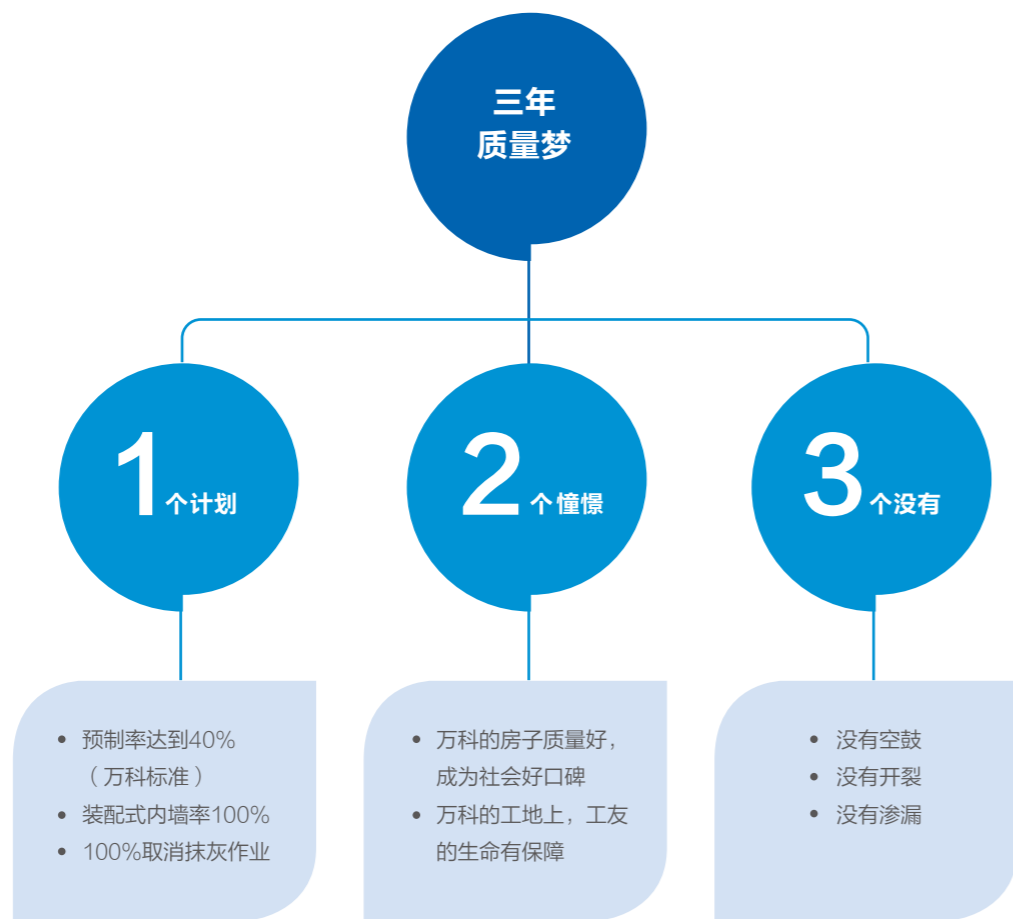 三年
质量梦
1个计划
2个憧憬
3个没有
• 预制率达到40%
（万科标准）
• 装配式内墙率100%
• 100%取消抹灰作业
• 万科的房子质量好，
成为社会好口碑
• 万科的工地上，工友
的生命有保障
• 没有空鼓
• 没有开裂
• 没有渗漏